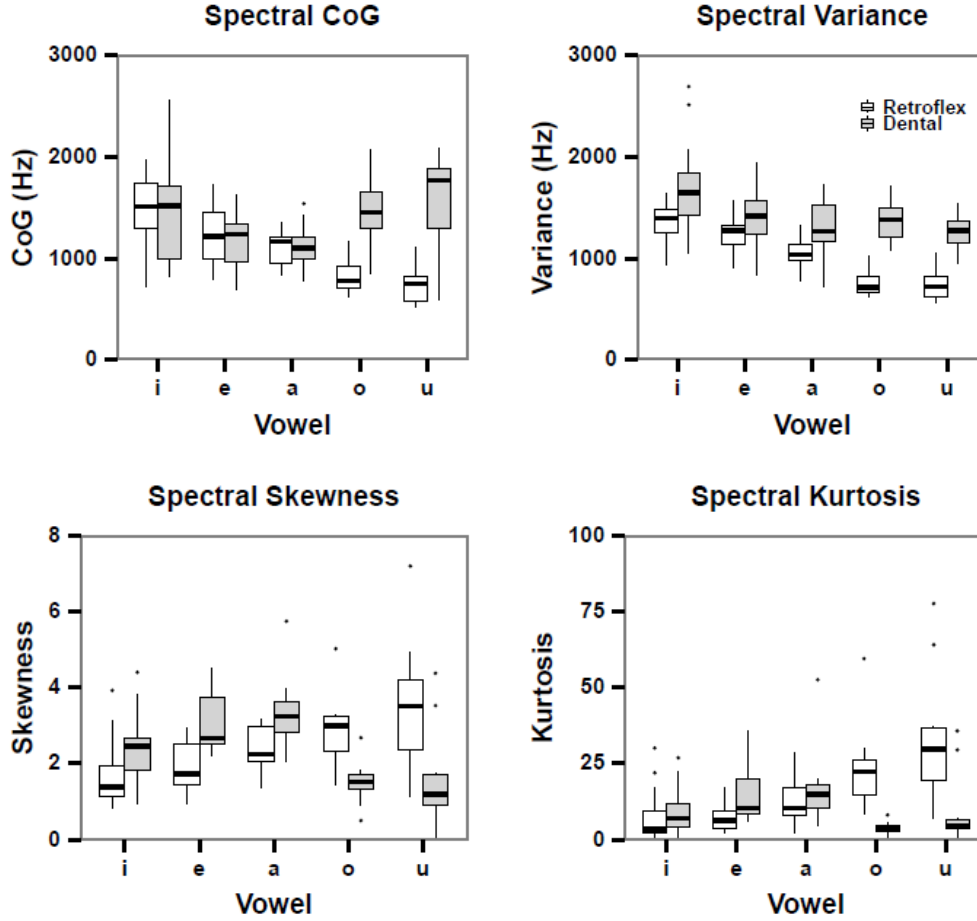 Spectral CoG
CoG (Hz)
3000
2000
1000
0
i e a o u
Vowel
Spectral Variance
Variance (Hz)
3000
2000
1000
0
Retroflex
Dental
i e a o u
Vowel
Spectral Skewness
Skewness
8
6
4
2
0
i e a o u
Vowel
Spectral Kurtosis
Kurtosis
100
75
50
25
0
i e a o u
Vowel